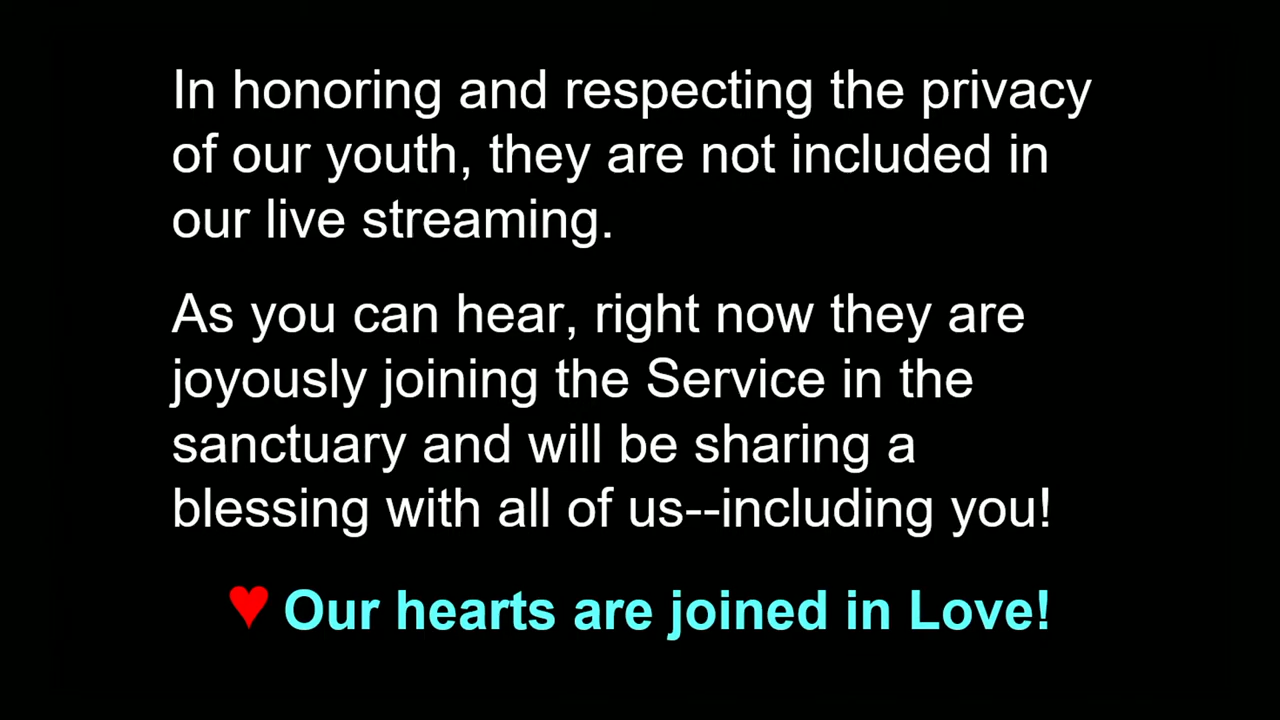 In honoring and respecting the privacy
of our youth, they are not included in
our live streaming.
As you can hear, right now they are
joyously joining the Service in the
sanctuary and will be sharing a
blessing with all of us--including you!
♥ Our hearts are joined in Love!